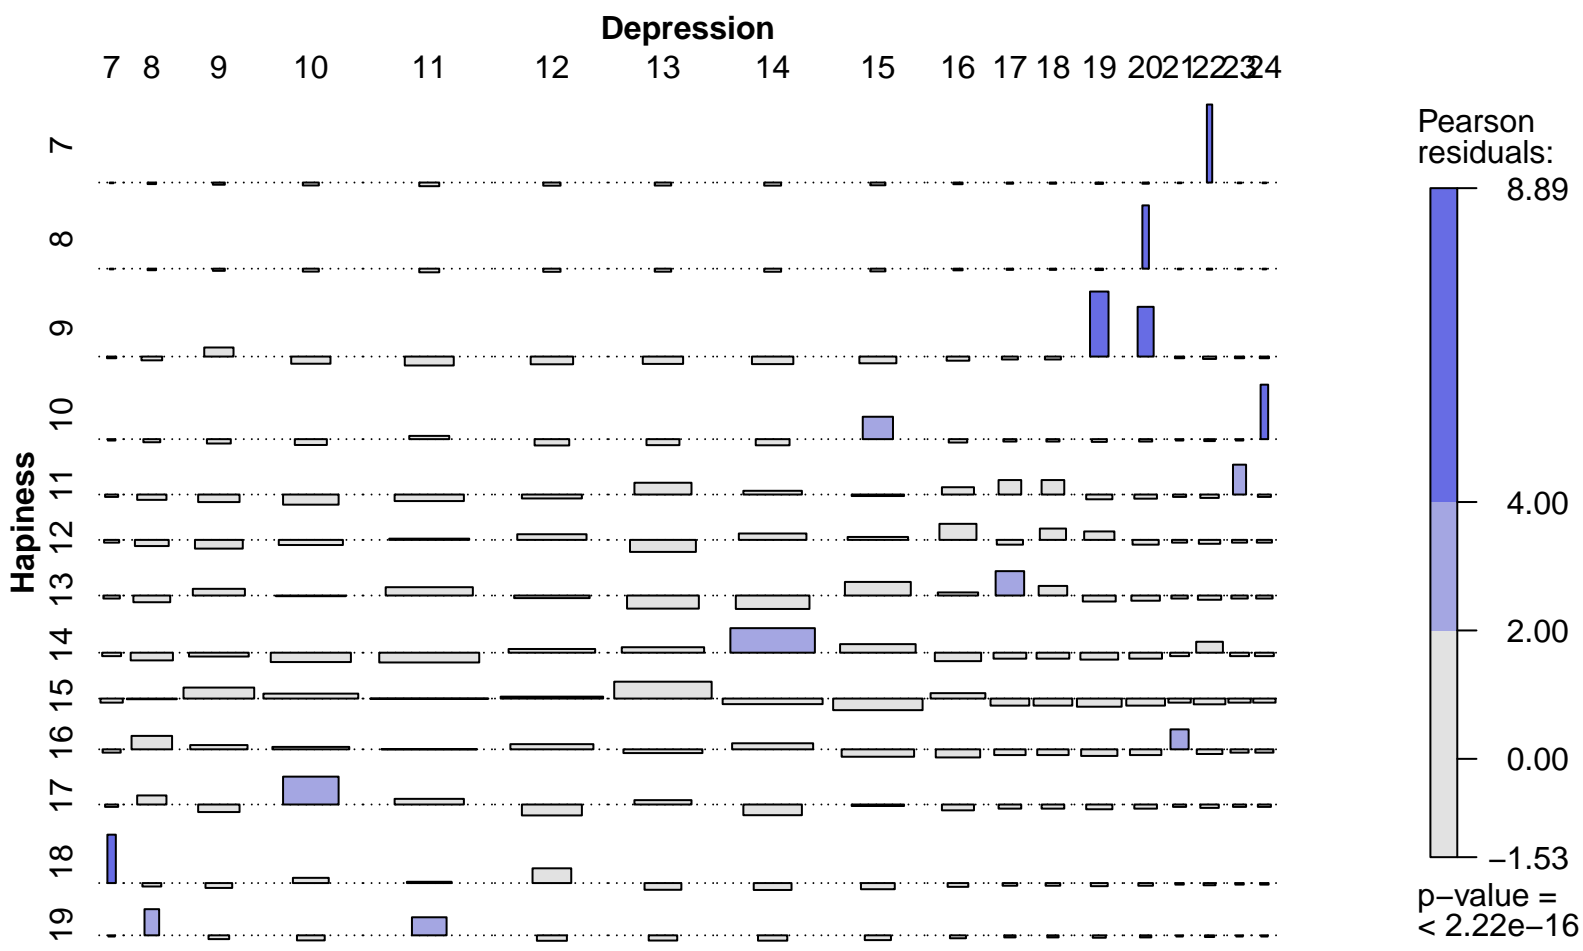 Depression
7 8 9 10 11 12 13 14 15 16 17 18 19 20 21 22 23 24
Hapiness
7
8
9
10
11
12
13
14
15
16
17
18
19
Pearson
residuals:
8.89
4.00
2.00
0.00
−1.53
p−value =
< 2.22e−16